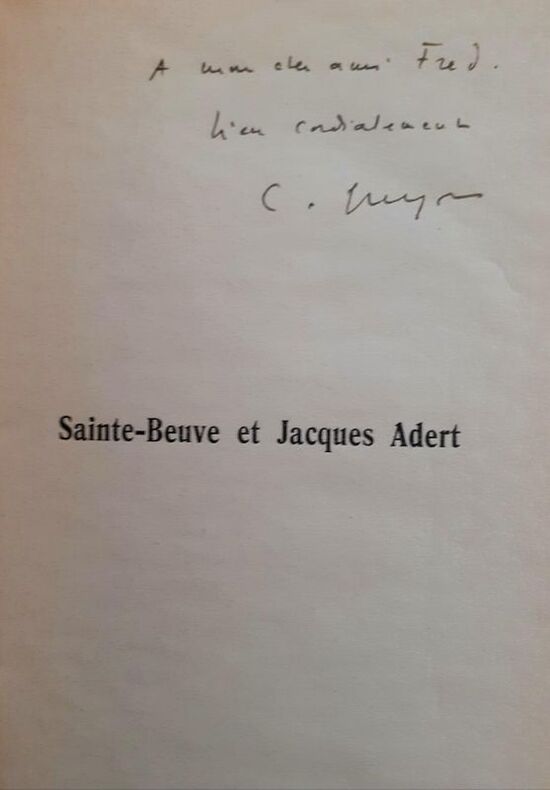 A mon cher ami Fred.
bien cordialement
C.
Sainte-Beuve et Jacques Adert